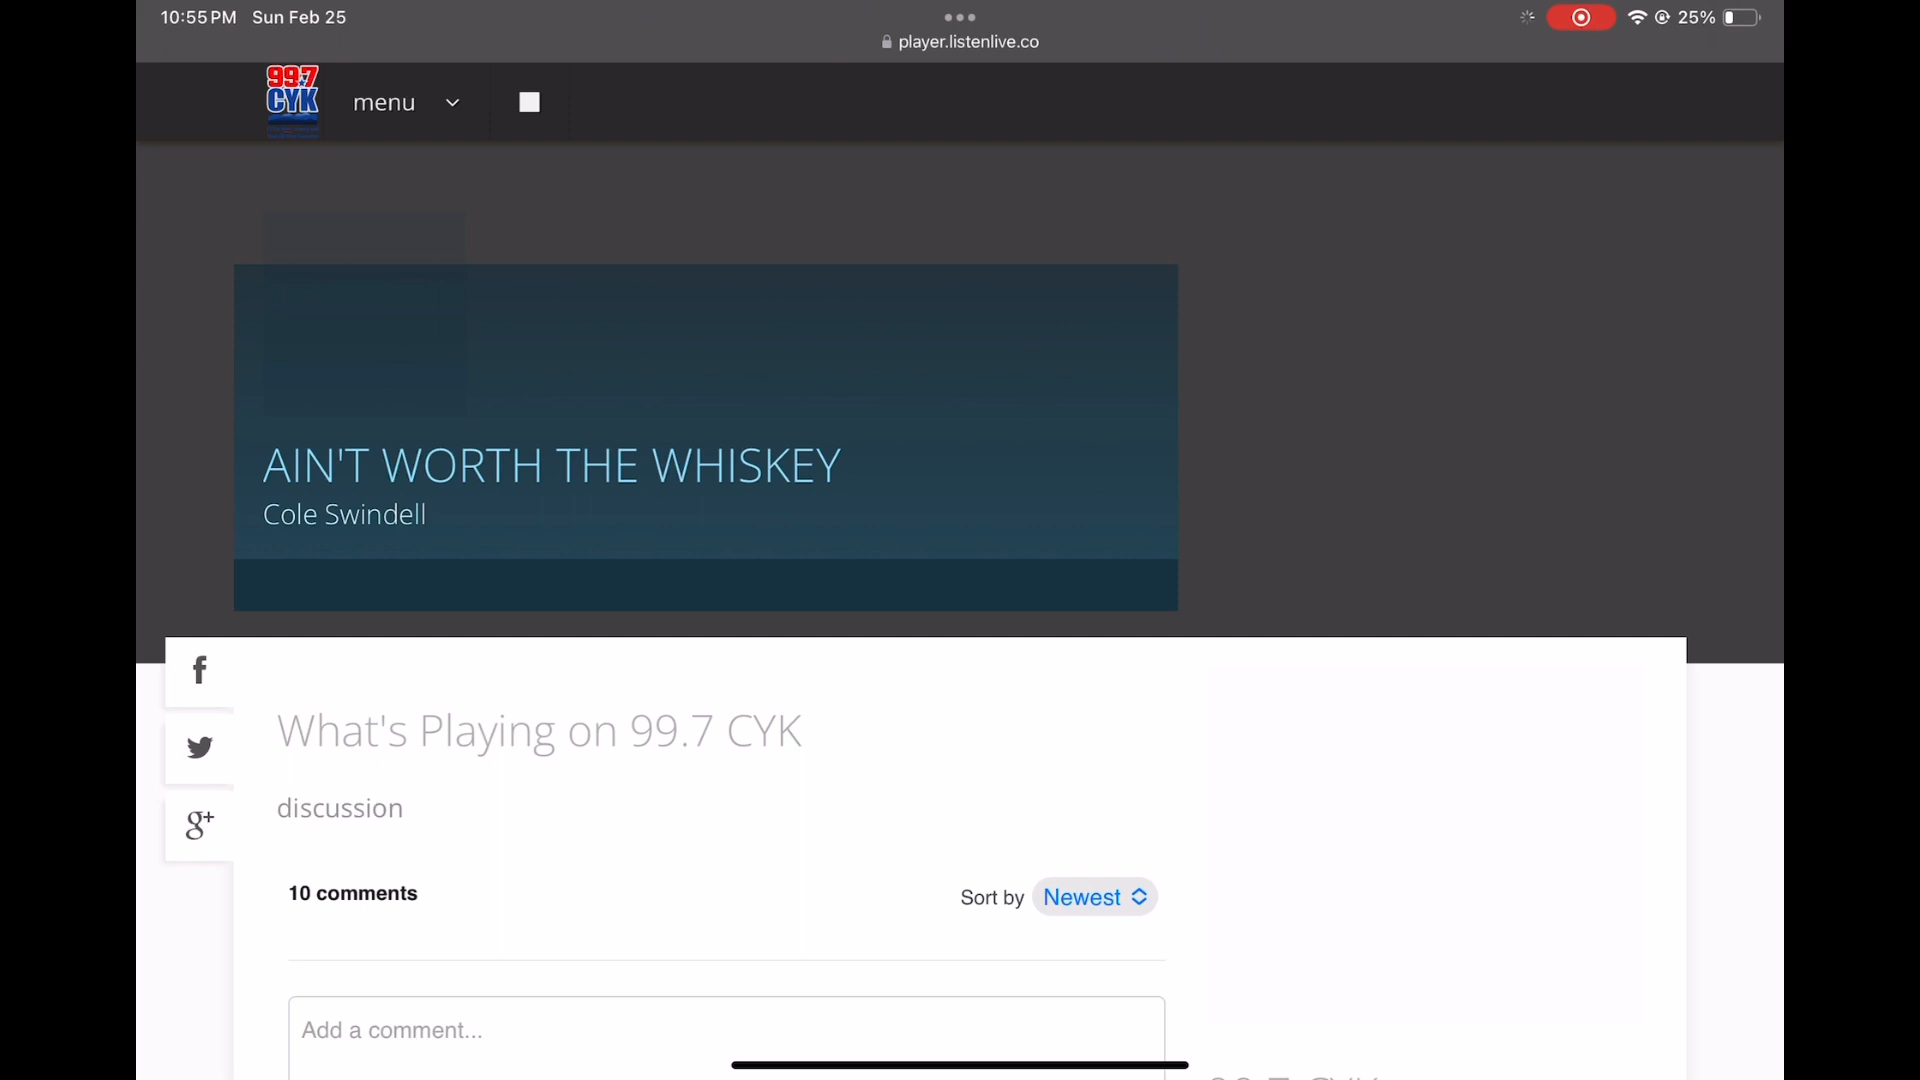 10:55 PM Sun Feb 25
25%
player.listenlive.co
99.7
CYK
menu
AIN'T WORTH THE WHISKEY
Cole Swindell
What's Playing on 99.7 CYK
discussion
10 comments
Sort by Newest
Add a comment...